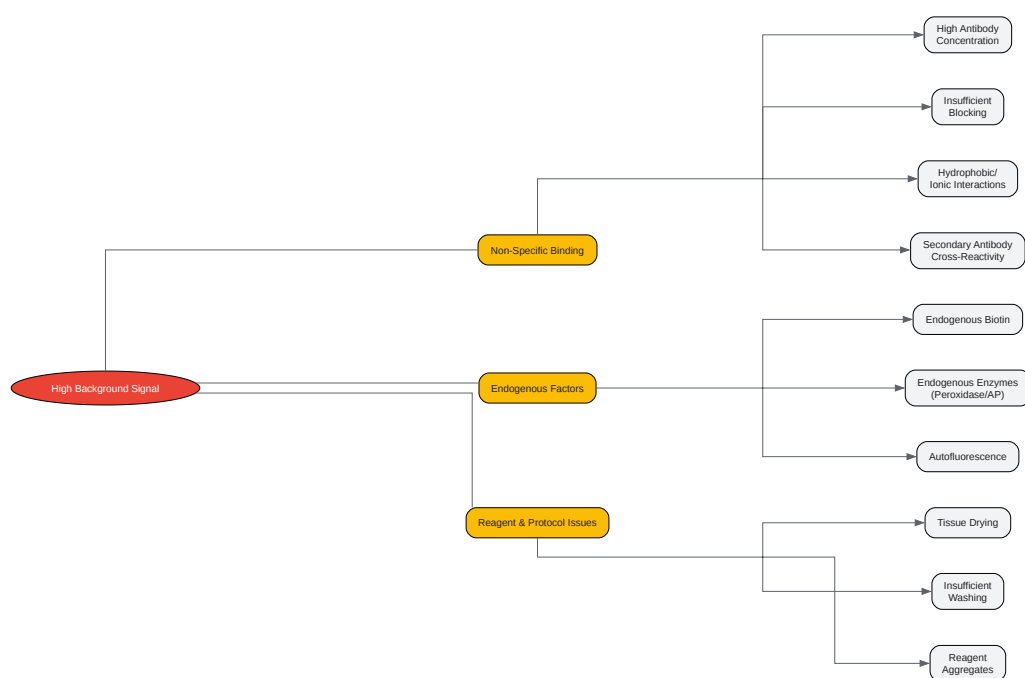 High Antibody
Concentration
Insufficient
Blocking
Hydrophobic/
Ionic Interactions
Non-Specific Binding
Secondary Antibody
Cross-Reactivity
Endogenous Biotin
High Background Signal
Endogenous Factors
Endogenous Enzymes
(Peroxidase/AP)
Autofluorescence
Reagent & Protocol Issues
Tissue Drying
Insufficient
Washing
Reagent
Aggregates